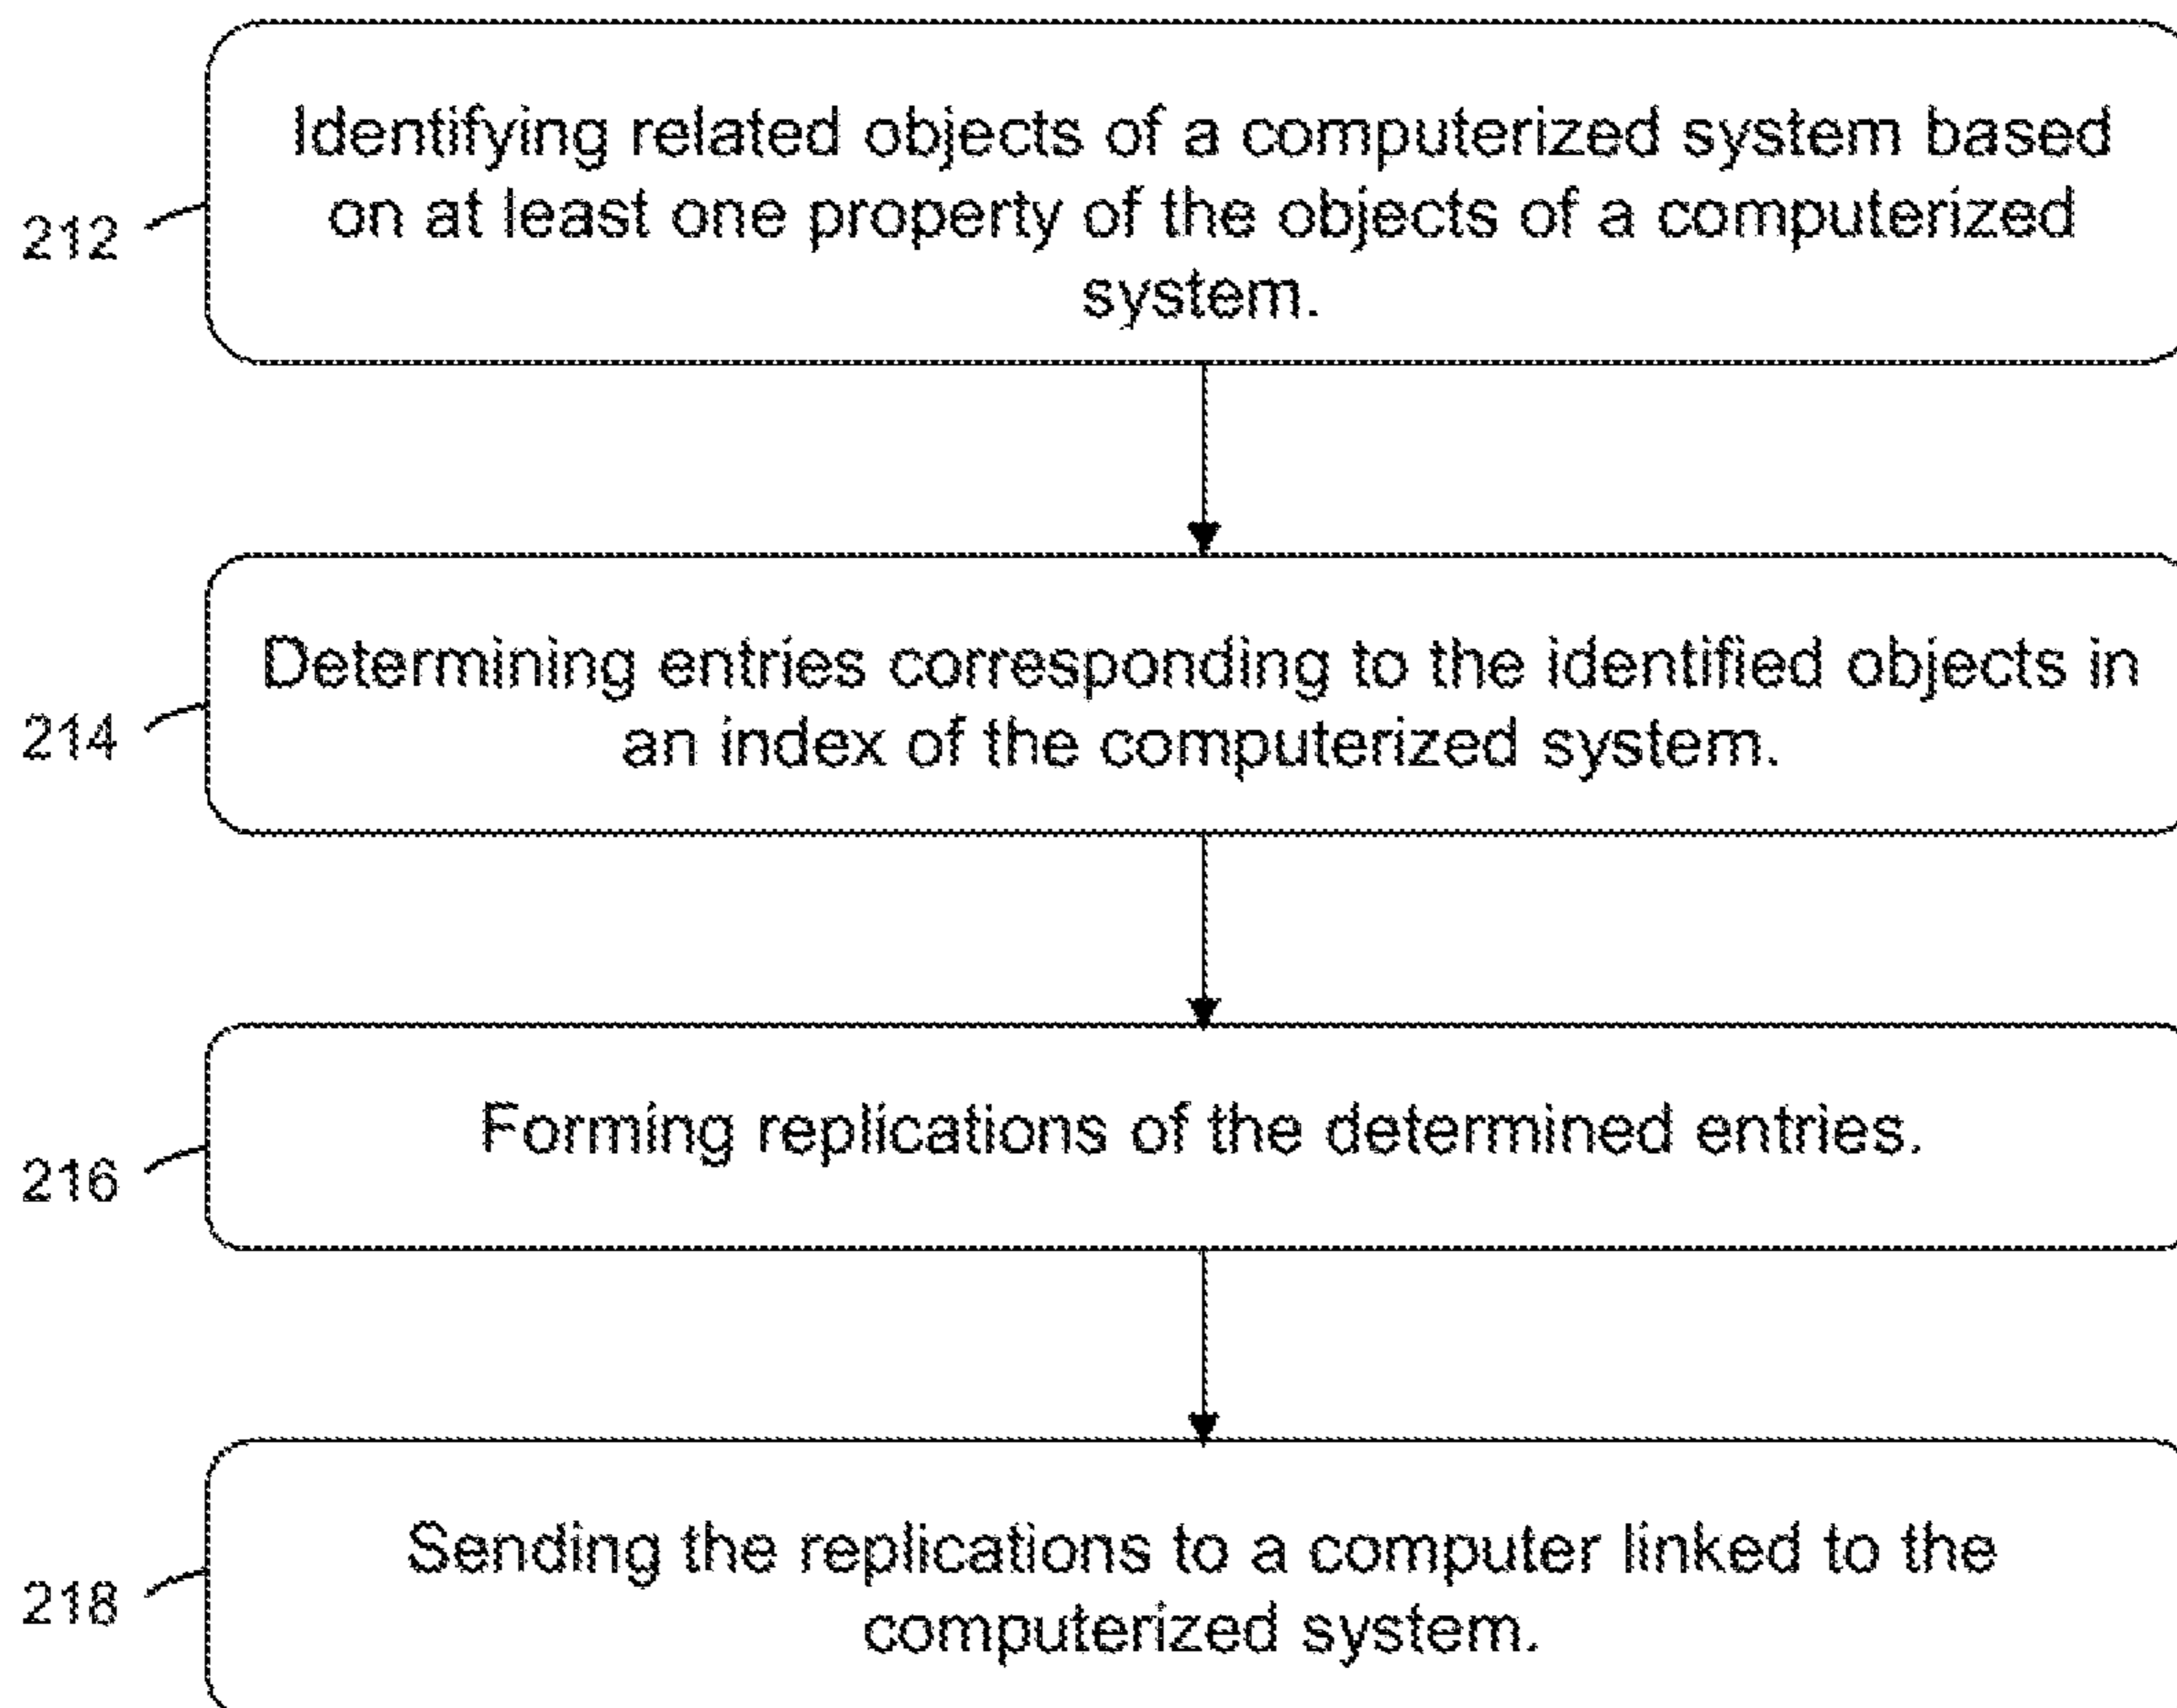 Identifying related objects of a computerized system based
on at least one property of the objects of a computerized
system.
212
Determining entries corresponding to the identified objects in
an index of the computerized system.
214
Forming replications of the determined entries.
216
Sending the replications to a computer linked to the
computerized system.
218